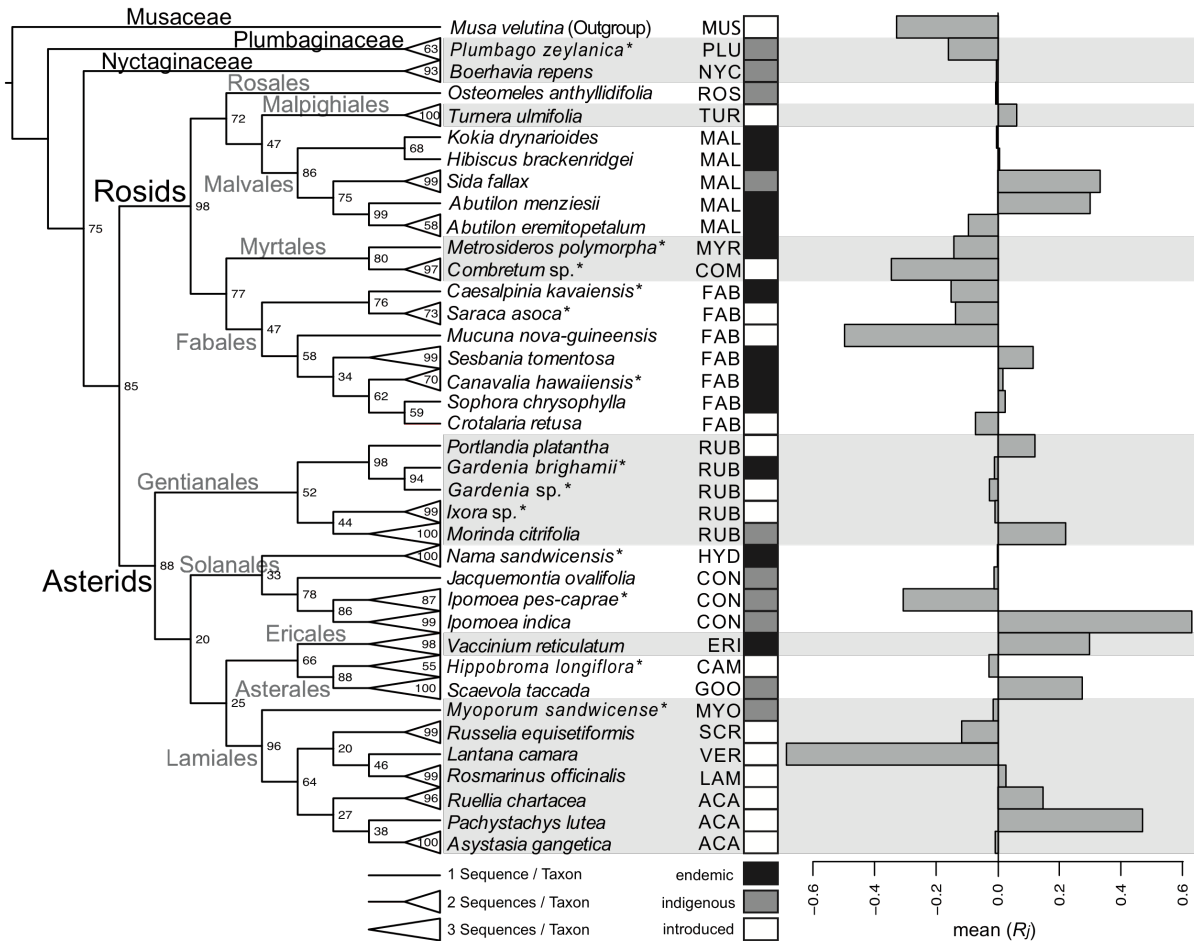 Musaceae
Musa velutina (Outgroup) MUS
Plumbaginaceae
63 Plumbago zeylanica* PLU
Nyctaginaceae
93 Boerhavia repens NYC
Rosales
Osteomeles anthyllidifolia ROS
Malpighiales
72 100 Turnera ulmifolia TUR
Kokia drynarioides MAL
47 68
Hibiscus brackenridgei MAL
86
Malvales 99 Sida fallax MAL
Rosids 75
98 Abutilon menziesii MAL
99
75 58 Abutilon eremitopetalum MAL
Myrtales Metrosideros polymorpha* MYR
80
97 Combretum sp.* COM
77 Caesalpinia kavaiensis* FAB
76
47 73 Saraca asoca* FAB
Fabales Mucuna nova-guineensis FAB
58 99 Sesbania tomentosa FAB
34 70 Canavalia hawaiiensis* FAB
85 62 Sophora chrysophylla FAB
59
Crotalaria retusa FAB
Portlandia platantha RUB
98 Gardenia brighamii* RUB
94
Gentianales Gardenia sp.* RUB
52
99 Ixora sp.* RUB
44
100 Morinda citrifolia RUB
100 Nama sandwicensis* HYD
Solanales
Asterids 88 33 Jacquemontia ovalifolia CON
78 87 Ipomoea pes-caprae* CON
86
99 Ipomoea indica CON
Ericales
20 98 Vaccinium reticulatum ERI
66
55 Hippobroma longiflora* CAM
88
Asterales 100 Scaevola taccada GOO
25 Myoporum sandwicense* MYO
99 Russelia equisetiformis SCR
96 20
Lamiales Lantana camara VER
46
64 99 Rosmarinus officinalis LAM
96 Ruellia chartacea ACA
27
Pachystachys lutea ACA
38
100 Asystasia gangetica ACA
1 Sequence / Taxon endemic
2 Sequences / Taxon indigenous
3 Sequences / Taxon introduced
-0.6 -0.4 -0.2 0.0 0.2 0.4 0.6
mean (Rj)